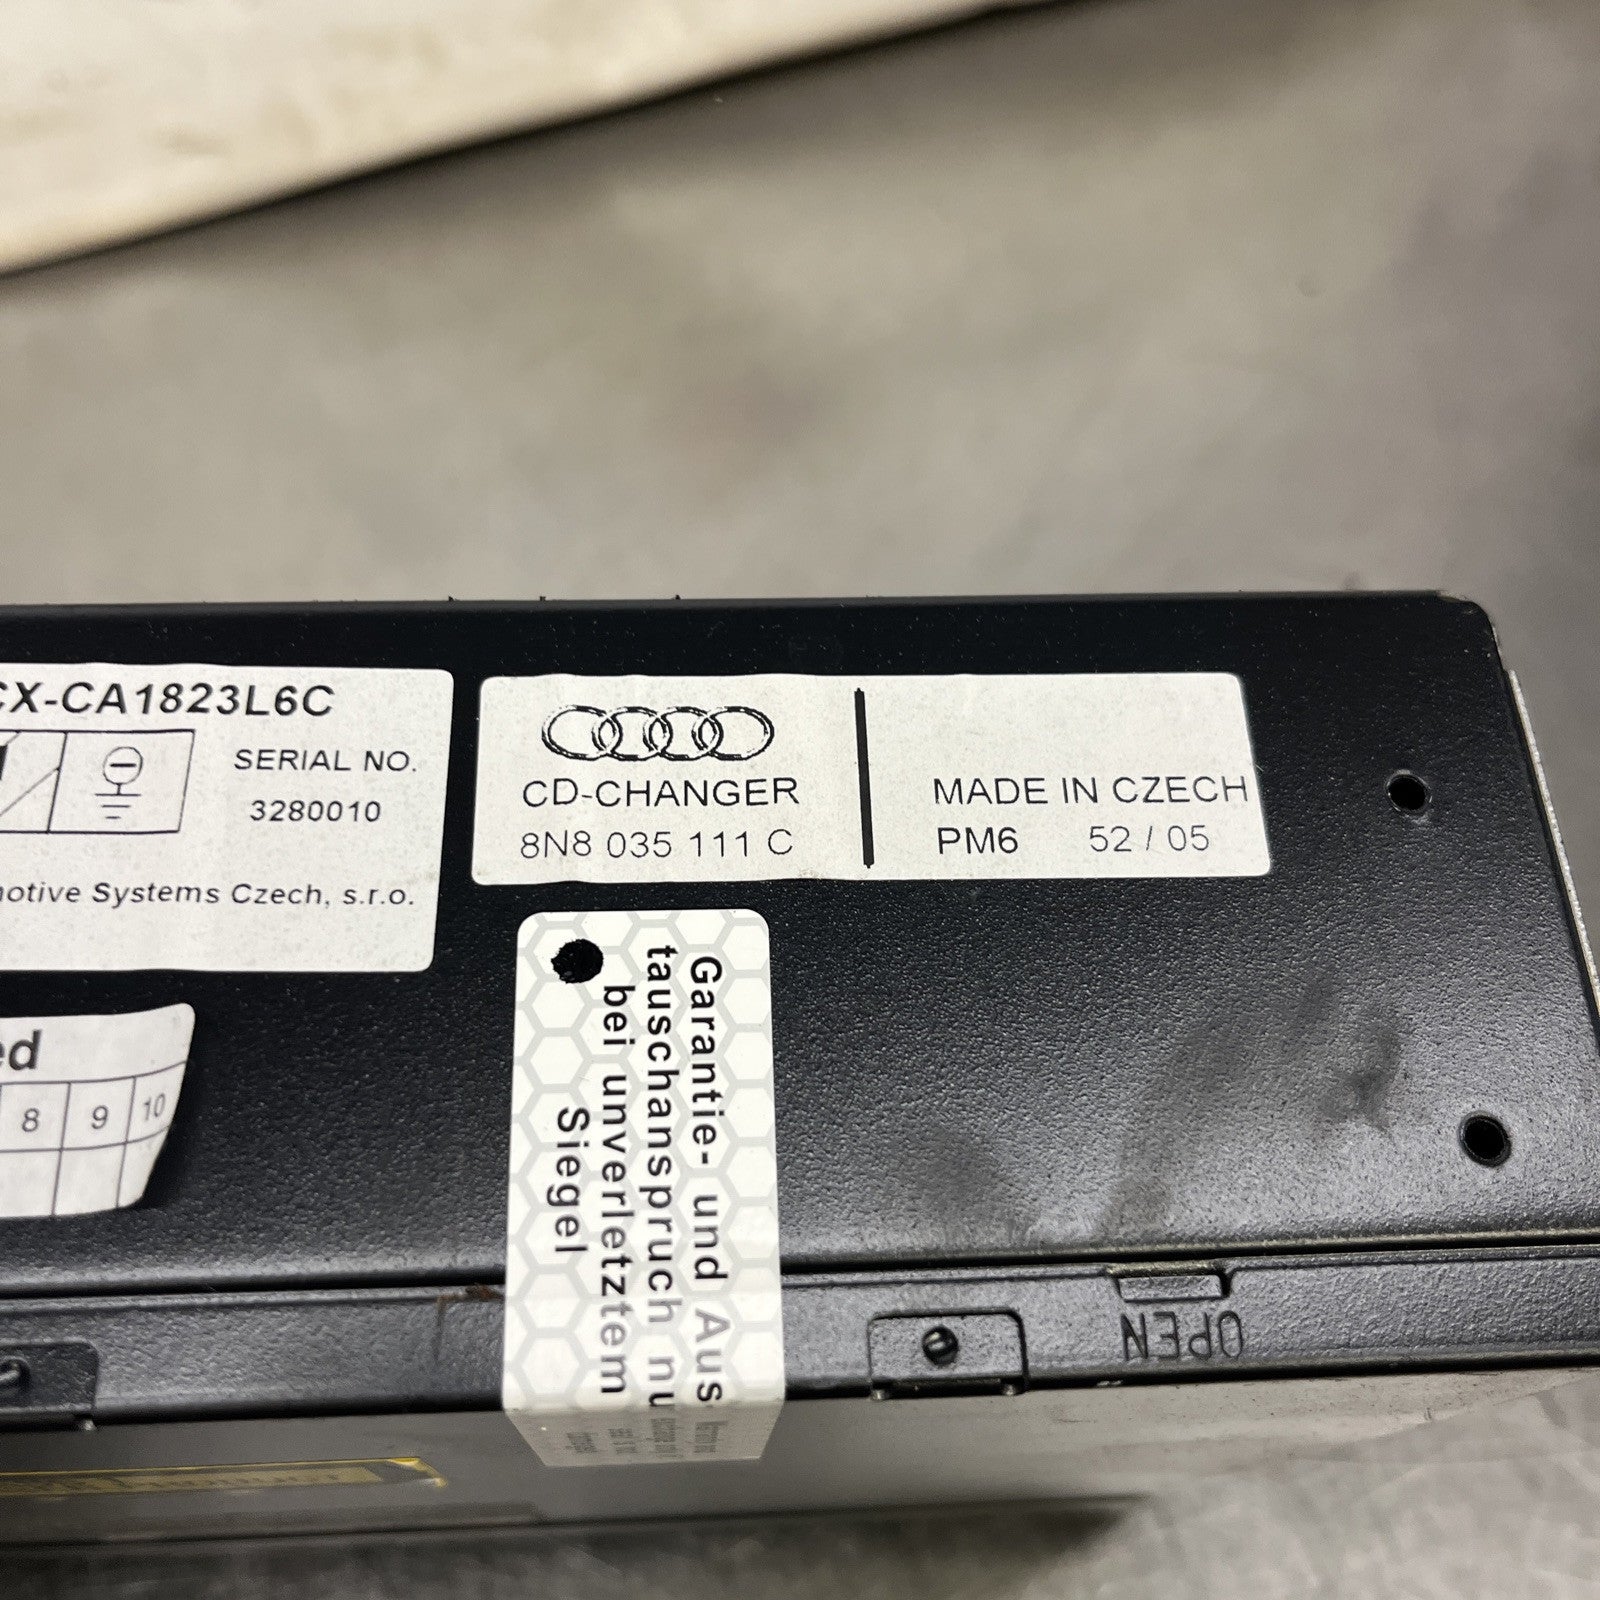 CX-CA1823L6C
SERIAL NO.
3280010
motive Systems Czech, s.r.o.
CD-CHANGER
8N8 035 111 C
MADE IN CZECH
PM6 52 / 05
ed
8 9 10
Garantie- und Aus
tauschanspruch nu
bei unverletztem
Siegel
OPEN